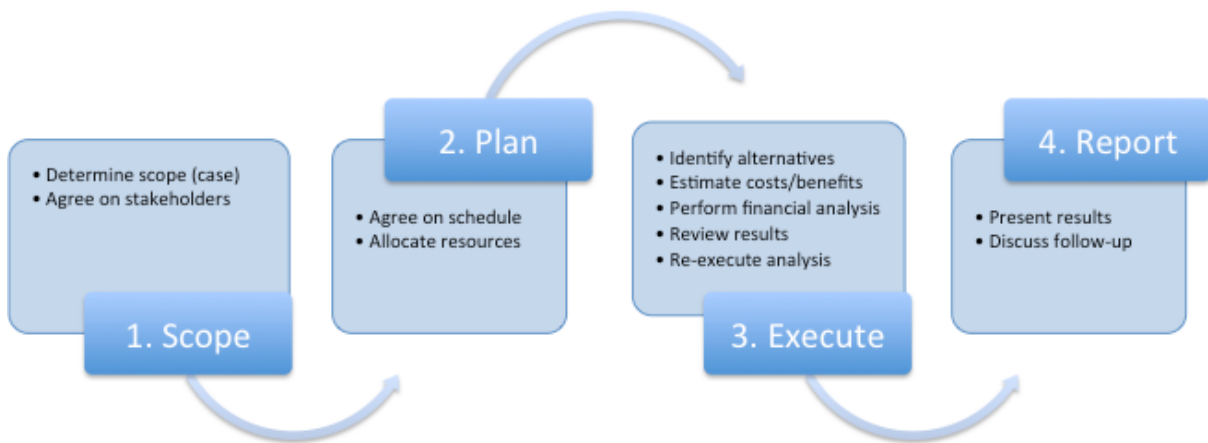 • Determine scope (case)
• Agree on stakeholders
1. Scope
2. Plan
• Agree on schedule
• Allocate resources
• Identify alternatives
• Estimate costs/benefits
• Perform financial analysis
• Review results
• Re-execute analysis
3. Execute
4. Report
• Present results
• Discuss follow-up